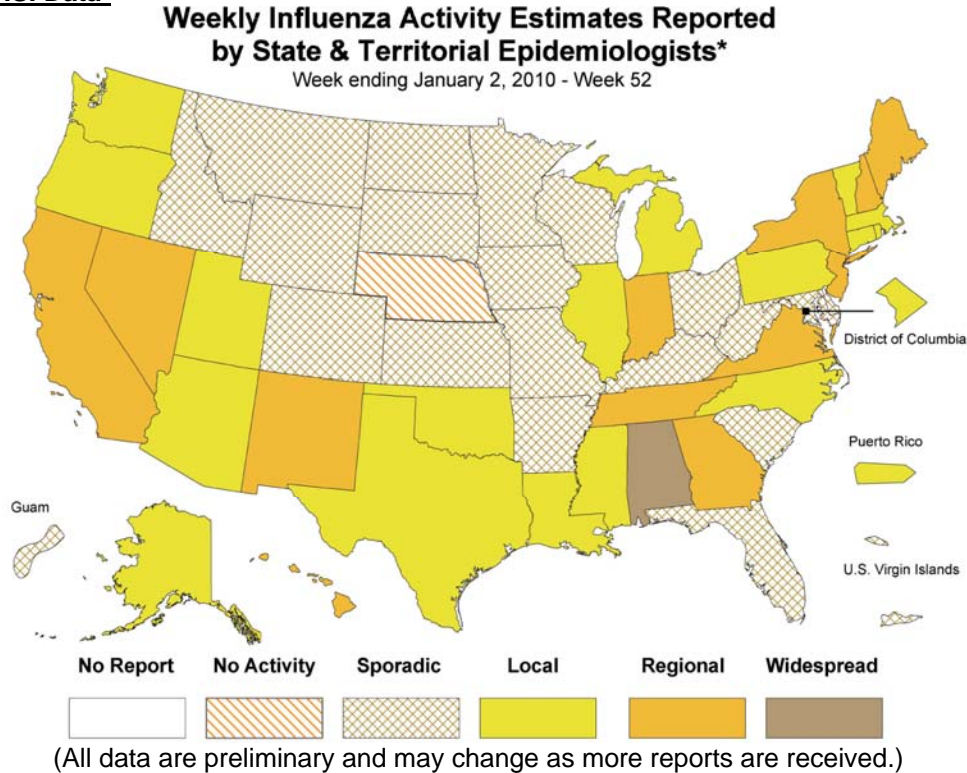 Weekly Influenza Activity Estimates Reported
by State & Territorial Epidemiologists*
Week ending January 2, 2010 - Week 52
District of Columbia
Puerto Rico
Guam
U.S. Virgin Islands
No Report No Activity Sporadic Local Regional Widespread
(All data are preliminary and may change as more reports are received.)